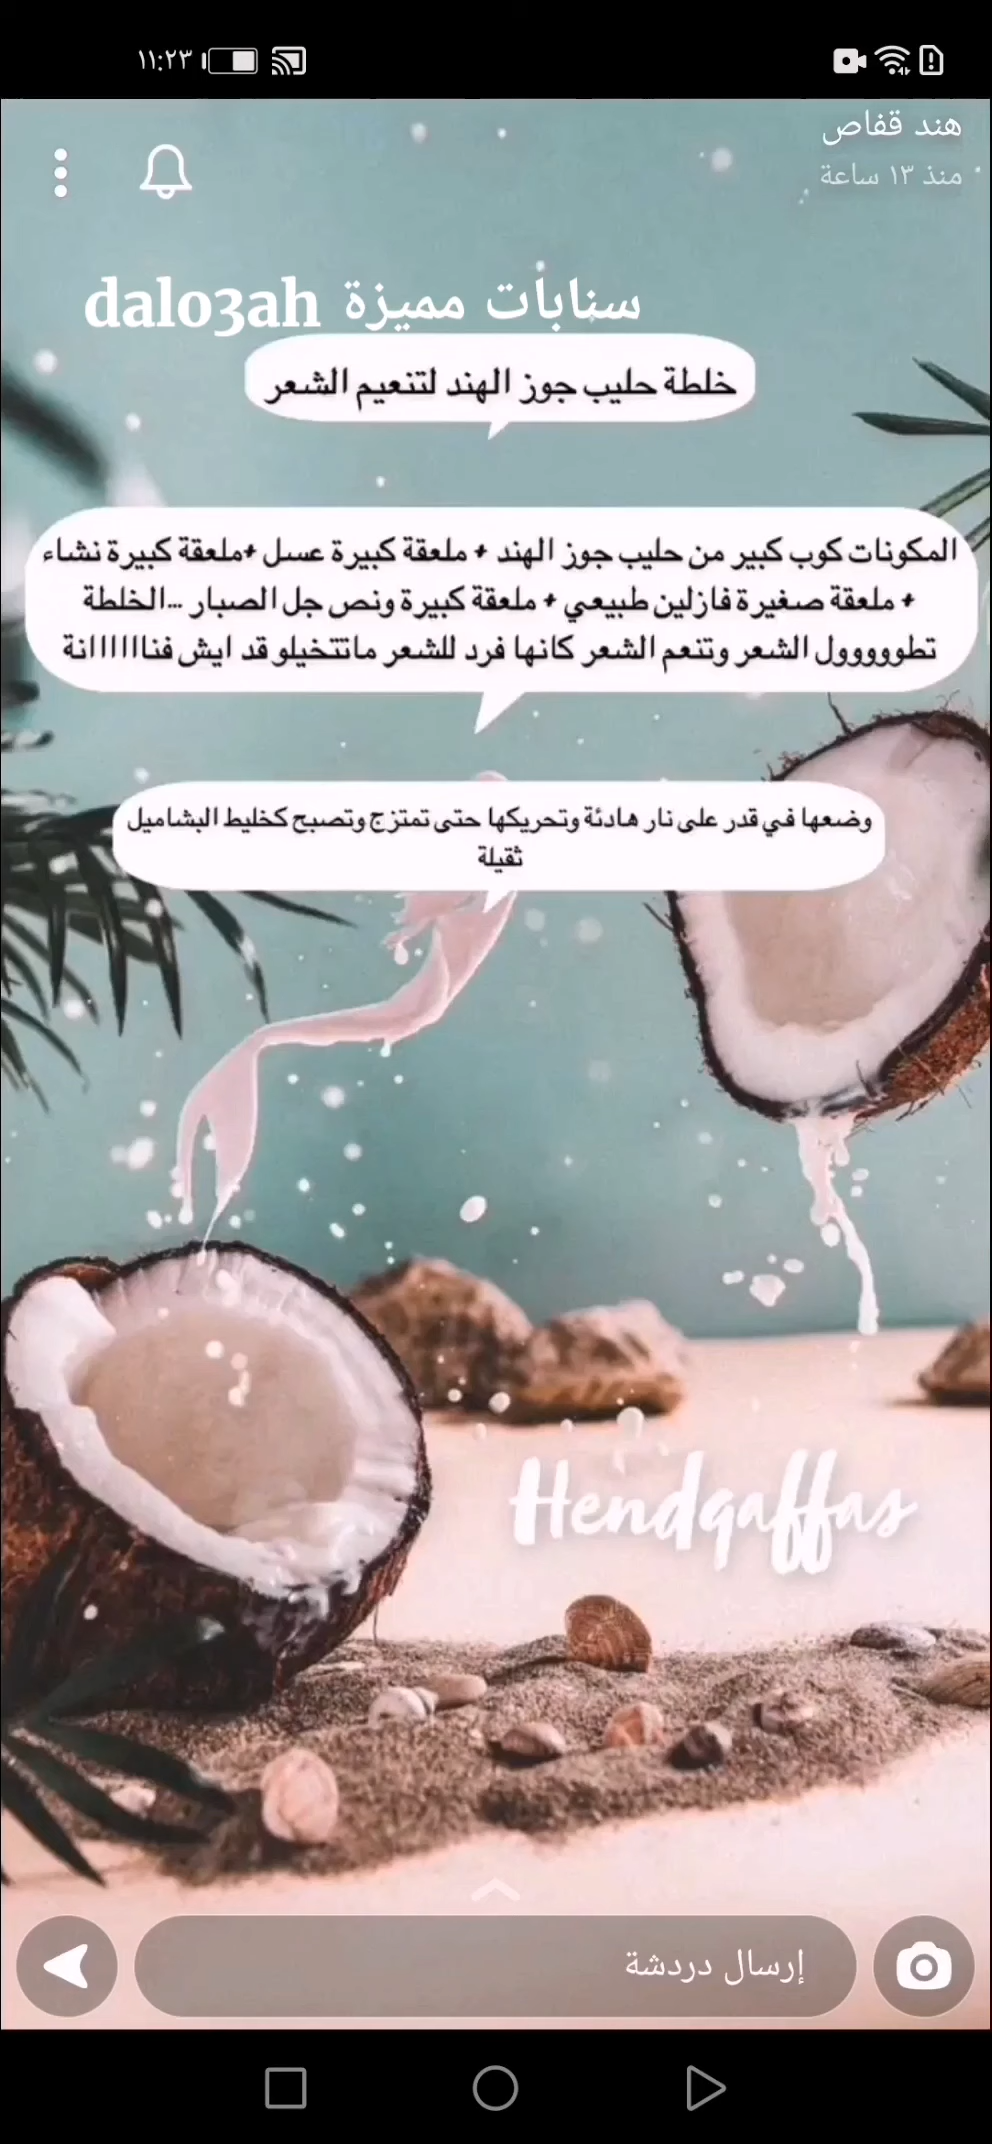 ١١:٢٣
هند قفاص
منذ ١٣ ساعة
سنابات مميزة dalo3ah
خلطة حليب جوز الهند لتنعيم الشعر
المكونات كوب كبير من حليب جوز الهند + ملعقة كبيرة عسل +ملعقة كبيرة نشاء
+ ملعقة صغيرة فازلين طبيعي + ملعقة كبيرة ونص جل الصبار ...الخلطة
تطووووول الشعر وتنعم الشعر كانها فرد للشعر ماتتخيلو قد ايش فنااااااانة
وضعها في قدر على نار هادئة وتحريكها حتى تمتزج وتصبح كخليط البشاميل
ثقيلة
Hendqaffas
إرسال دردشة